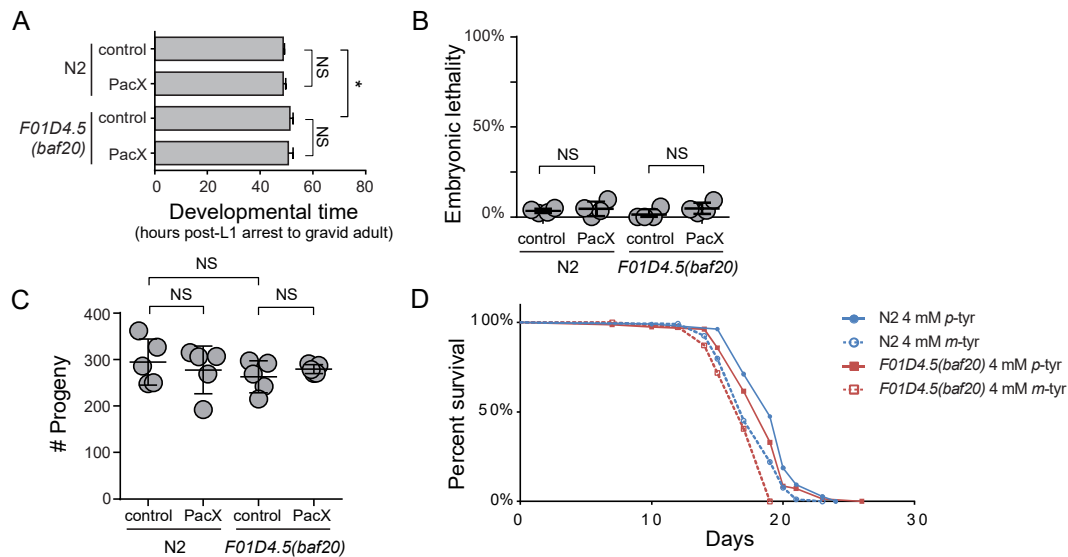 A
N2
control
PacX
F01D4.5
(baf20)
control
PacX
NS
NS
*
0 20 40 60 80
Developmental time
(hours post-L1 arrest to gravid adult)
B
Embryonic lethality
100%
50%
0%
NS
NS
control PacX control PacX
N2 F01D4.5(baf20)
C
# Progeny
400
300
200
100
0
NS
NS
NS
control PacX control PacX
N2 F01D4.5(baf20)
D
Percent survival
100%
50%
0%
0 10 20 30
Days
N2 4 mM p-tyr
N2 4 mM m-tyr
F01D4.5(baf20) 4 mM p-tyr
F01D4.5(baf20) 4 mM m-tyr